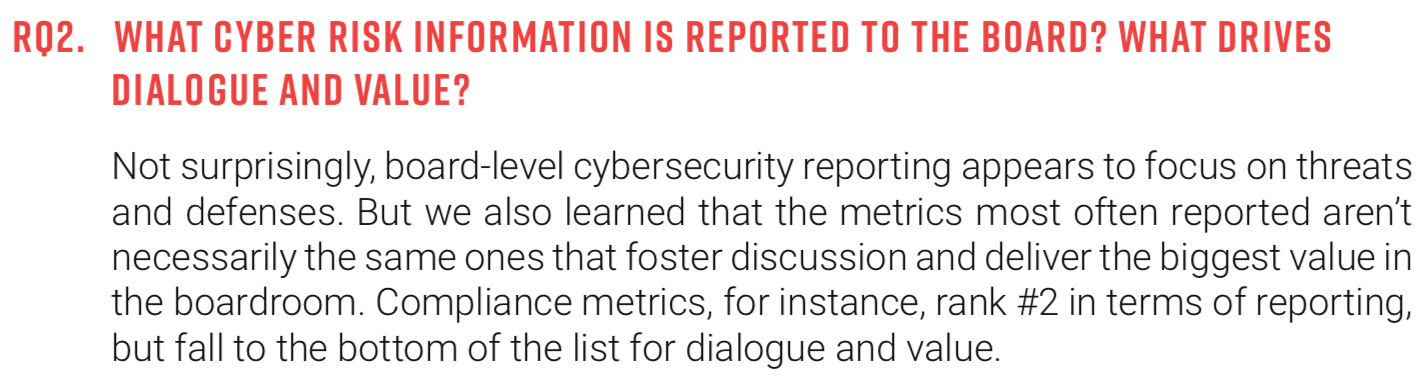 RQ2. WHAT CYBER RISK INFORMATION IS REPORTED TO THE BOARD? WHAT DRIVES
DIALOGUE AND VALUE?
Not surprisingly, board-level cybersecurity reporting appears to focus on threats
and defenses. But we also learned that the metrics most often reported aren’t
necessarily the same ones that foster discussion and deliver the biggest value in
the boardroom. Compliance metrics, for instance, rank #2 in terms of reporting,
but fall to the bottom of the list for dialogue and value.